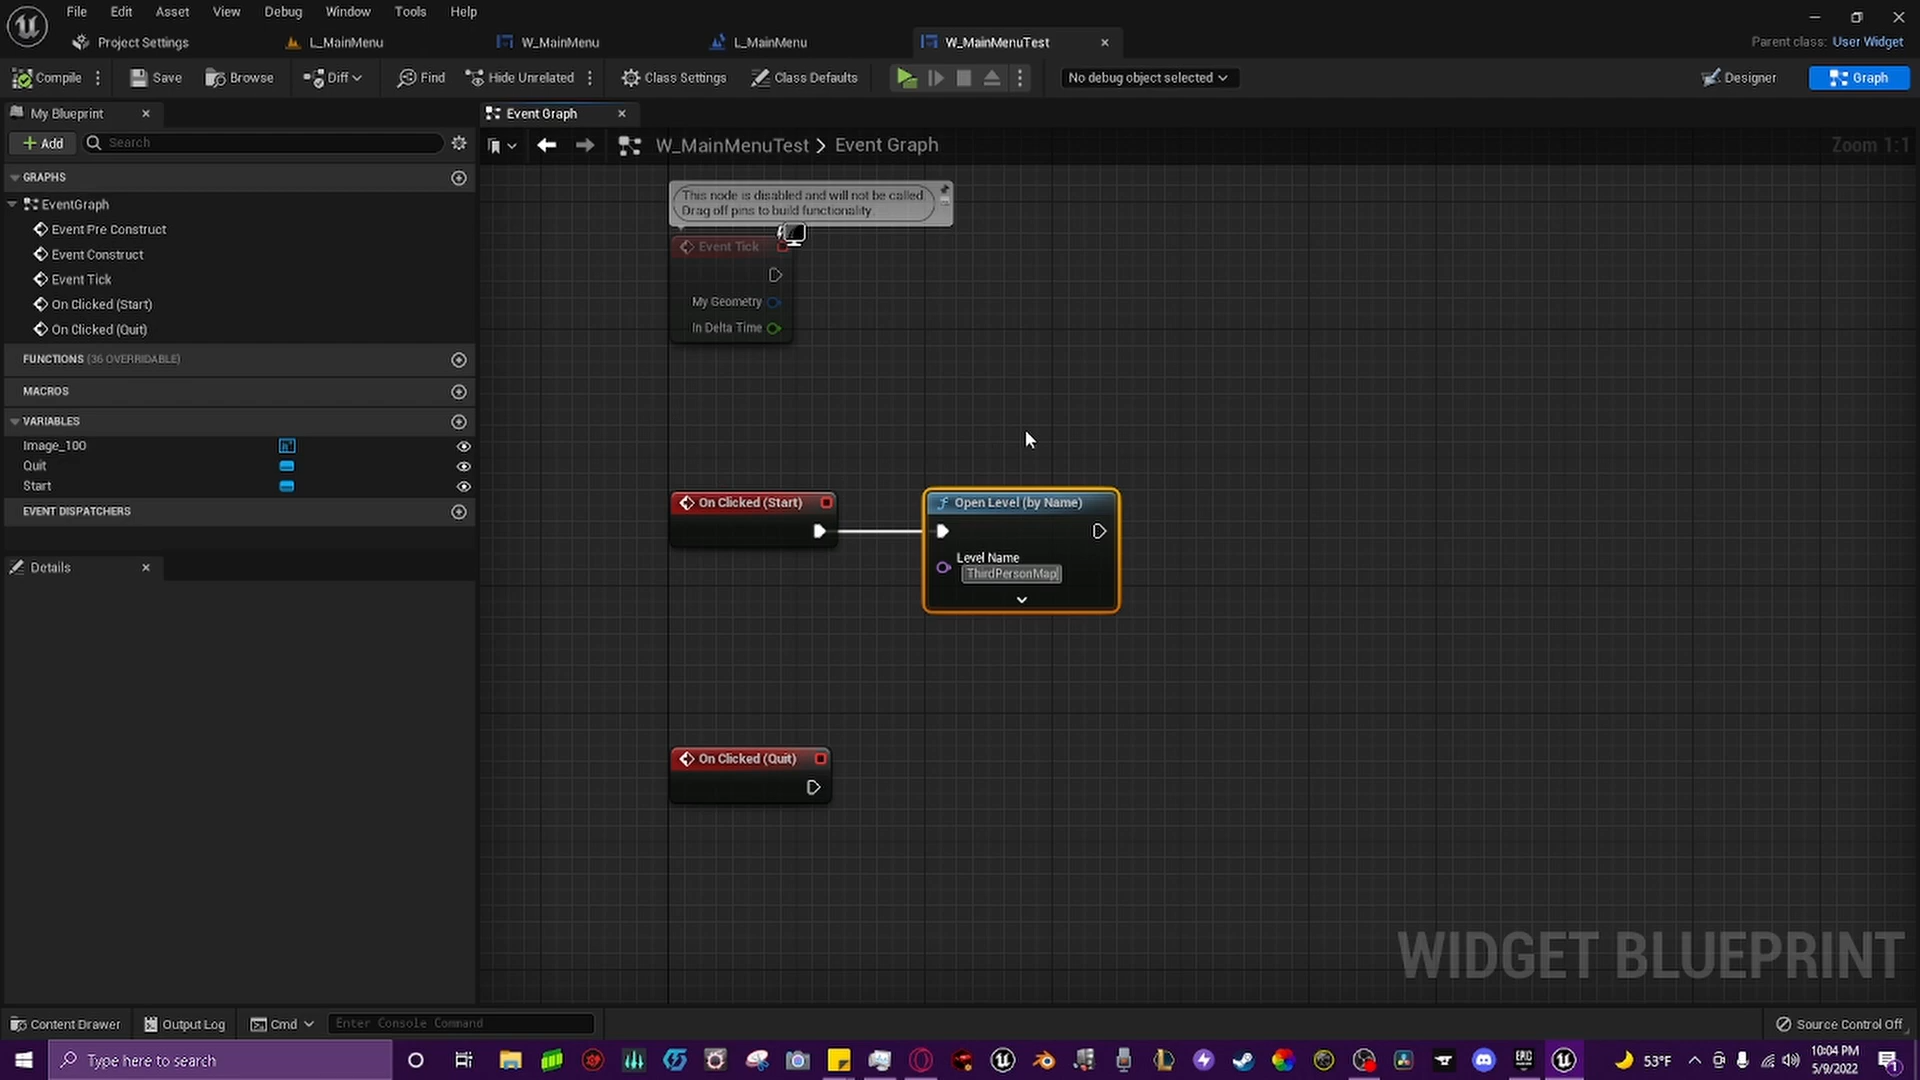 File Edit Asset View Debug Window Tools Help
Project Settings L_MainMenu W_MainMenu L_MainMenu W_MainMenuTest
Parent class: User Widget
Compile Save Browse Diff Find Hide Unrelated Class Settings Class Defaults No debug object selected Designer Graph
My Blueprint
Event Graph
Add Search
W_MainMenuTest > Event Graph
Zoom 1:1
GRAPHS
EventGraph
Event Pre Construct
Event Construct
Event Tick
On Clicked (Start)
On Clicked (Quit)
FUNCTIONS (36 OVERRIDABLE)
MACROS
VARIABLES
Image_100
Quit
Start
EVENT DISPATCHERS
Details
This node is disabled and will not be called.
Drag off pins to build functionality.
Event Tick
My Geometry
In Delta Time
On Clicked (Start)
Open Level (by Name)
Level Name
ThirdPersonMap
On Clicked (Quit)
WIDGET BLUEPRINT
Content Drawer Output Log Cmd Enter Console Command Source Control Off
Type here to search
53°F
10:04 PM
5/9/2022